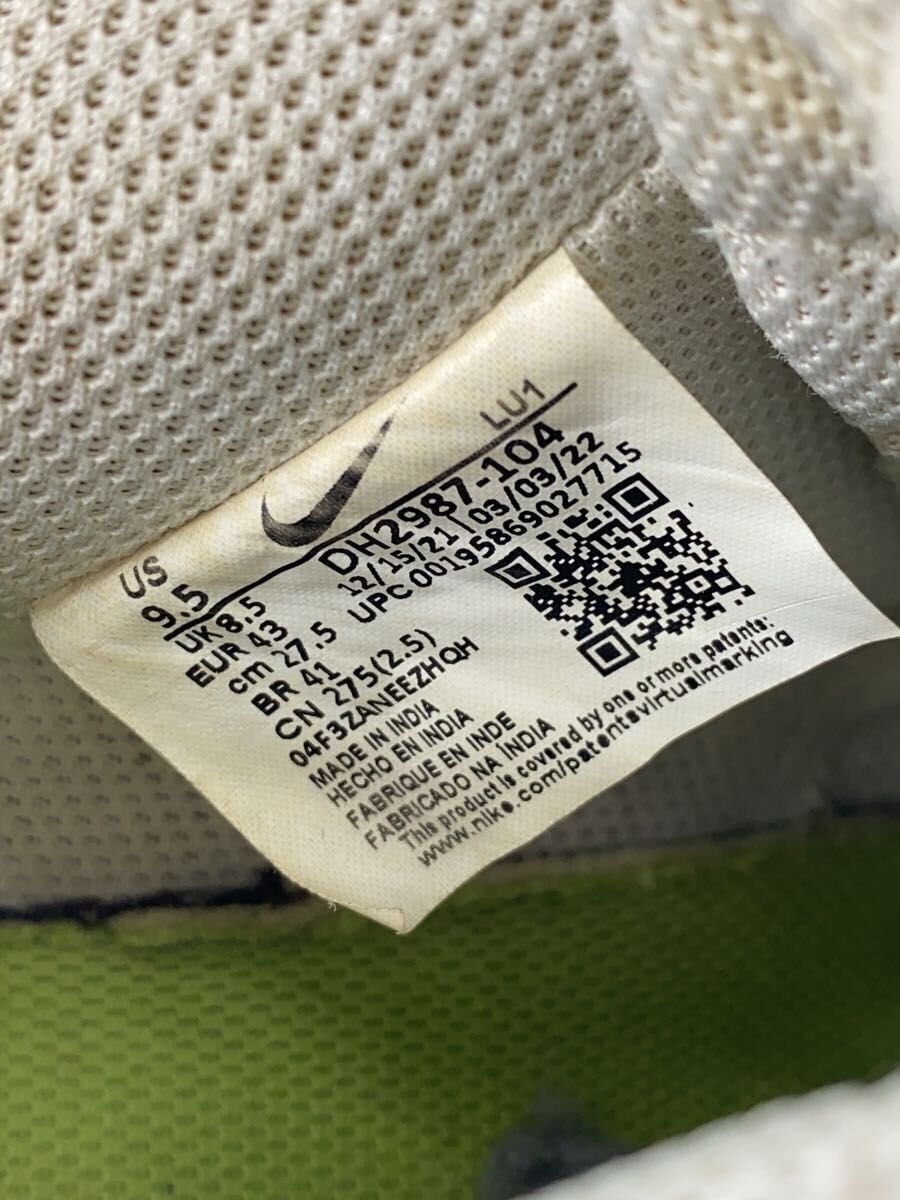 US
9.5
LU1
DH2987-104
12/15/21 | 03/03/22
UPC 00195869027715
UK 8.5
EUR 43
cm 27.5
BR 41
CN 275(2.5)
04F3ZANEEZHQH
MADE IN INDIA
HECHO EN INDIA
FABRIQUE EN INDE
FABRICADO NA ÍNDIA
This product is covered by one or more patents:
www.nike.com/patentsvirtualmarking